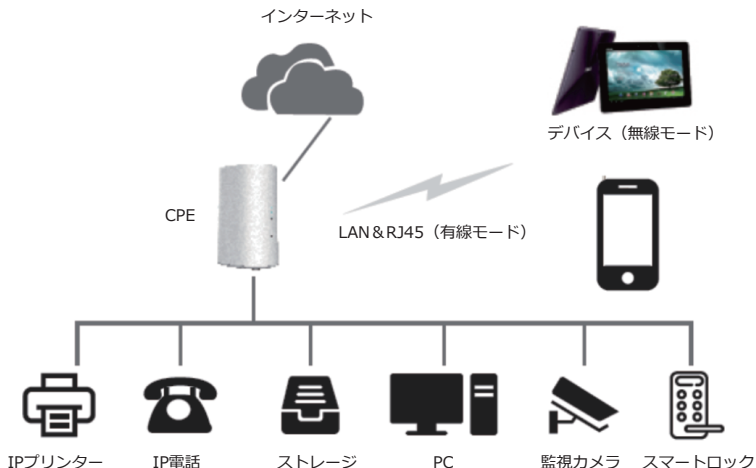 インターネット
デバイス（無線モード）
CPE
LAN＆RJ45（有線モード）
IPプリンター
IP電話
ストレージ
PC
監視カメラ
スマートロック